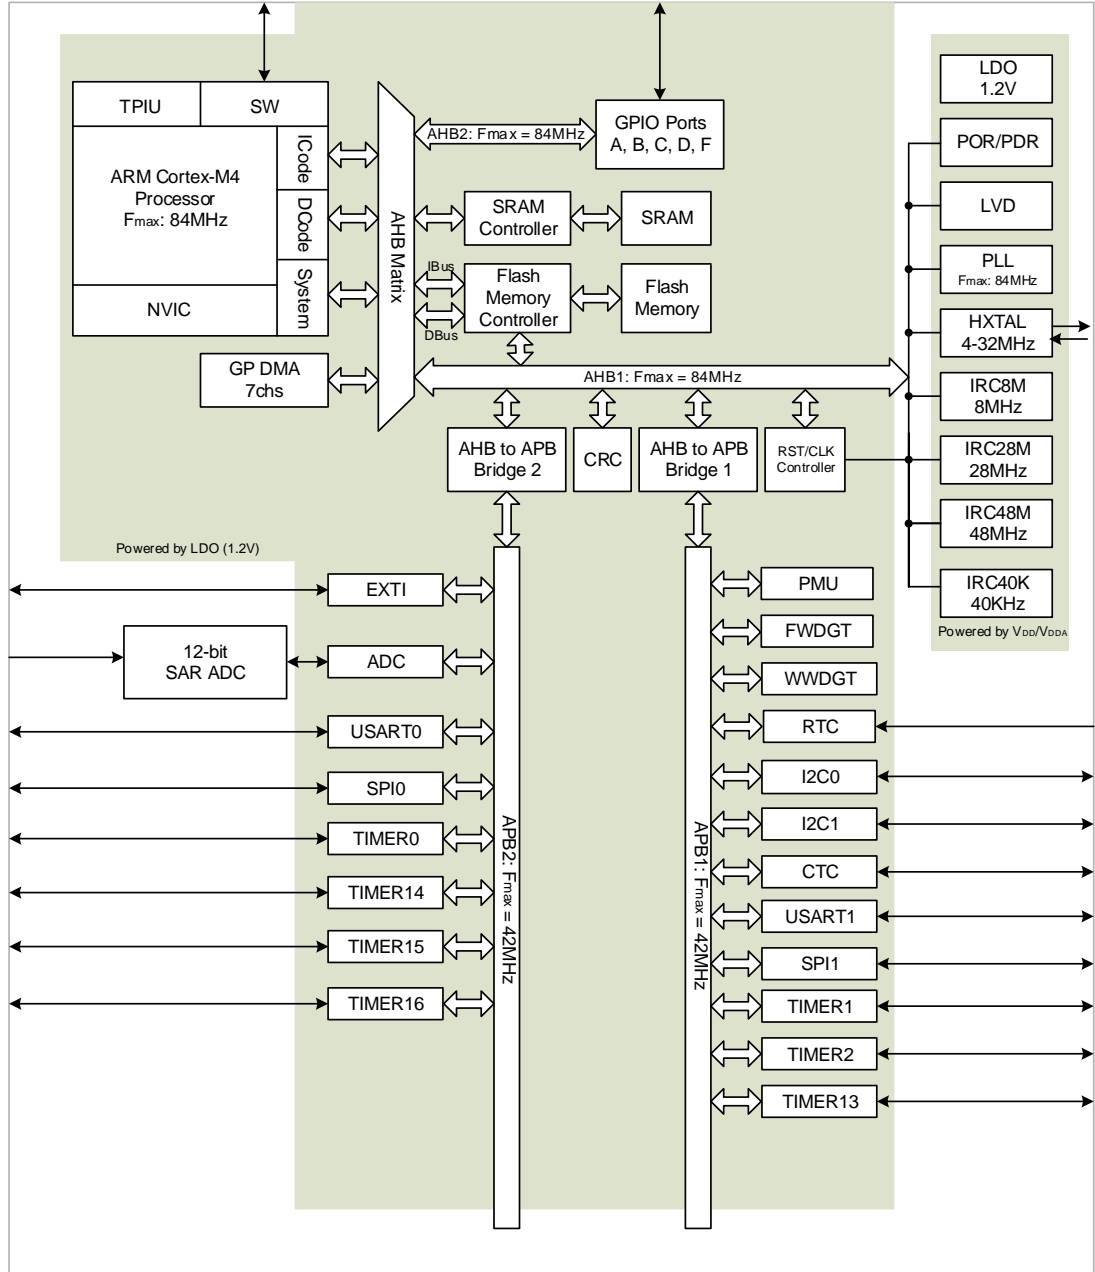 TPIU
SW
ARM Cortex-M4
Processor
Fmax: 84MHz
ICode
DCode
System
NVIC
GP DMA
7chs
AHB Matrix
AHB2: Fmax = 84MHz
GPIO Ports
A, B, C, D, F
SRAM
Controller
SRAM
IBus
DBus
Flash
Memory
Controller
Flash
Memory
AHB1: Fmax = 84MHz
AHB to APB
Bridge 2
CRC
AHB to APB
Bridge 1
RST/CLK
Controller
LDO
1.2V
POR/PDR
LVD
PLL
Fmax: 84MHz
HXTAL
4-32MHz
IRC8M
8MHz
IRC28M
28MHz
IRC48M
48MHz
IRC40K
40KHz
Powered by VDD/VDDA
Powered by LDO (1.2V)
EXTI
12-bit
SAR ADC
ADC
USART0
SPI0
TIMER0
TIMER14
TIMER15
TIMER16
APB2: Fmax = 42MHz
APB1: Fmax = 42MHz
PMU
FWDGT
WWDGT
RTC
I2C0
I2C1
CTC
USART1
SPI1
TIMER1
TIMER2
TIMER13